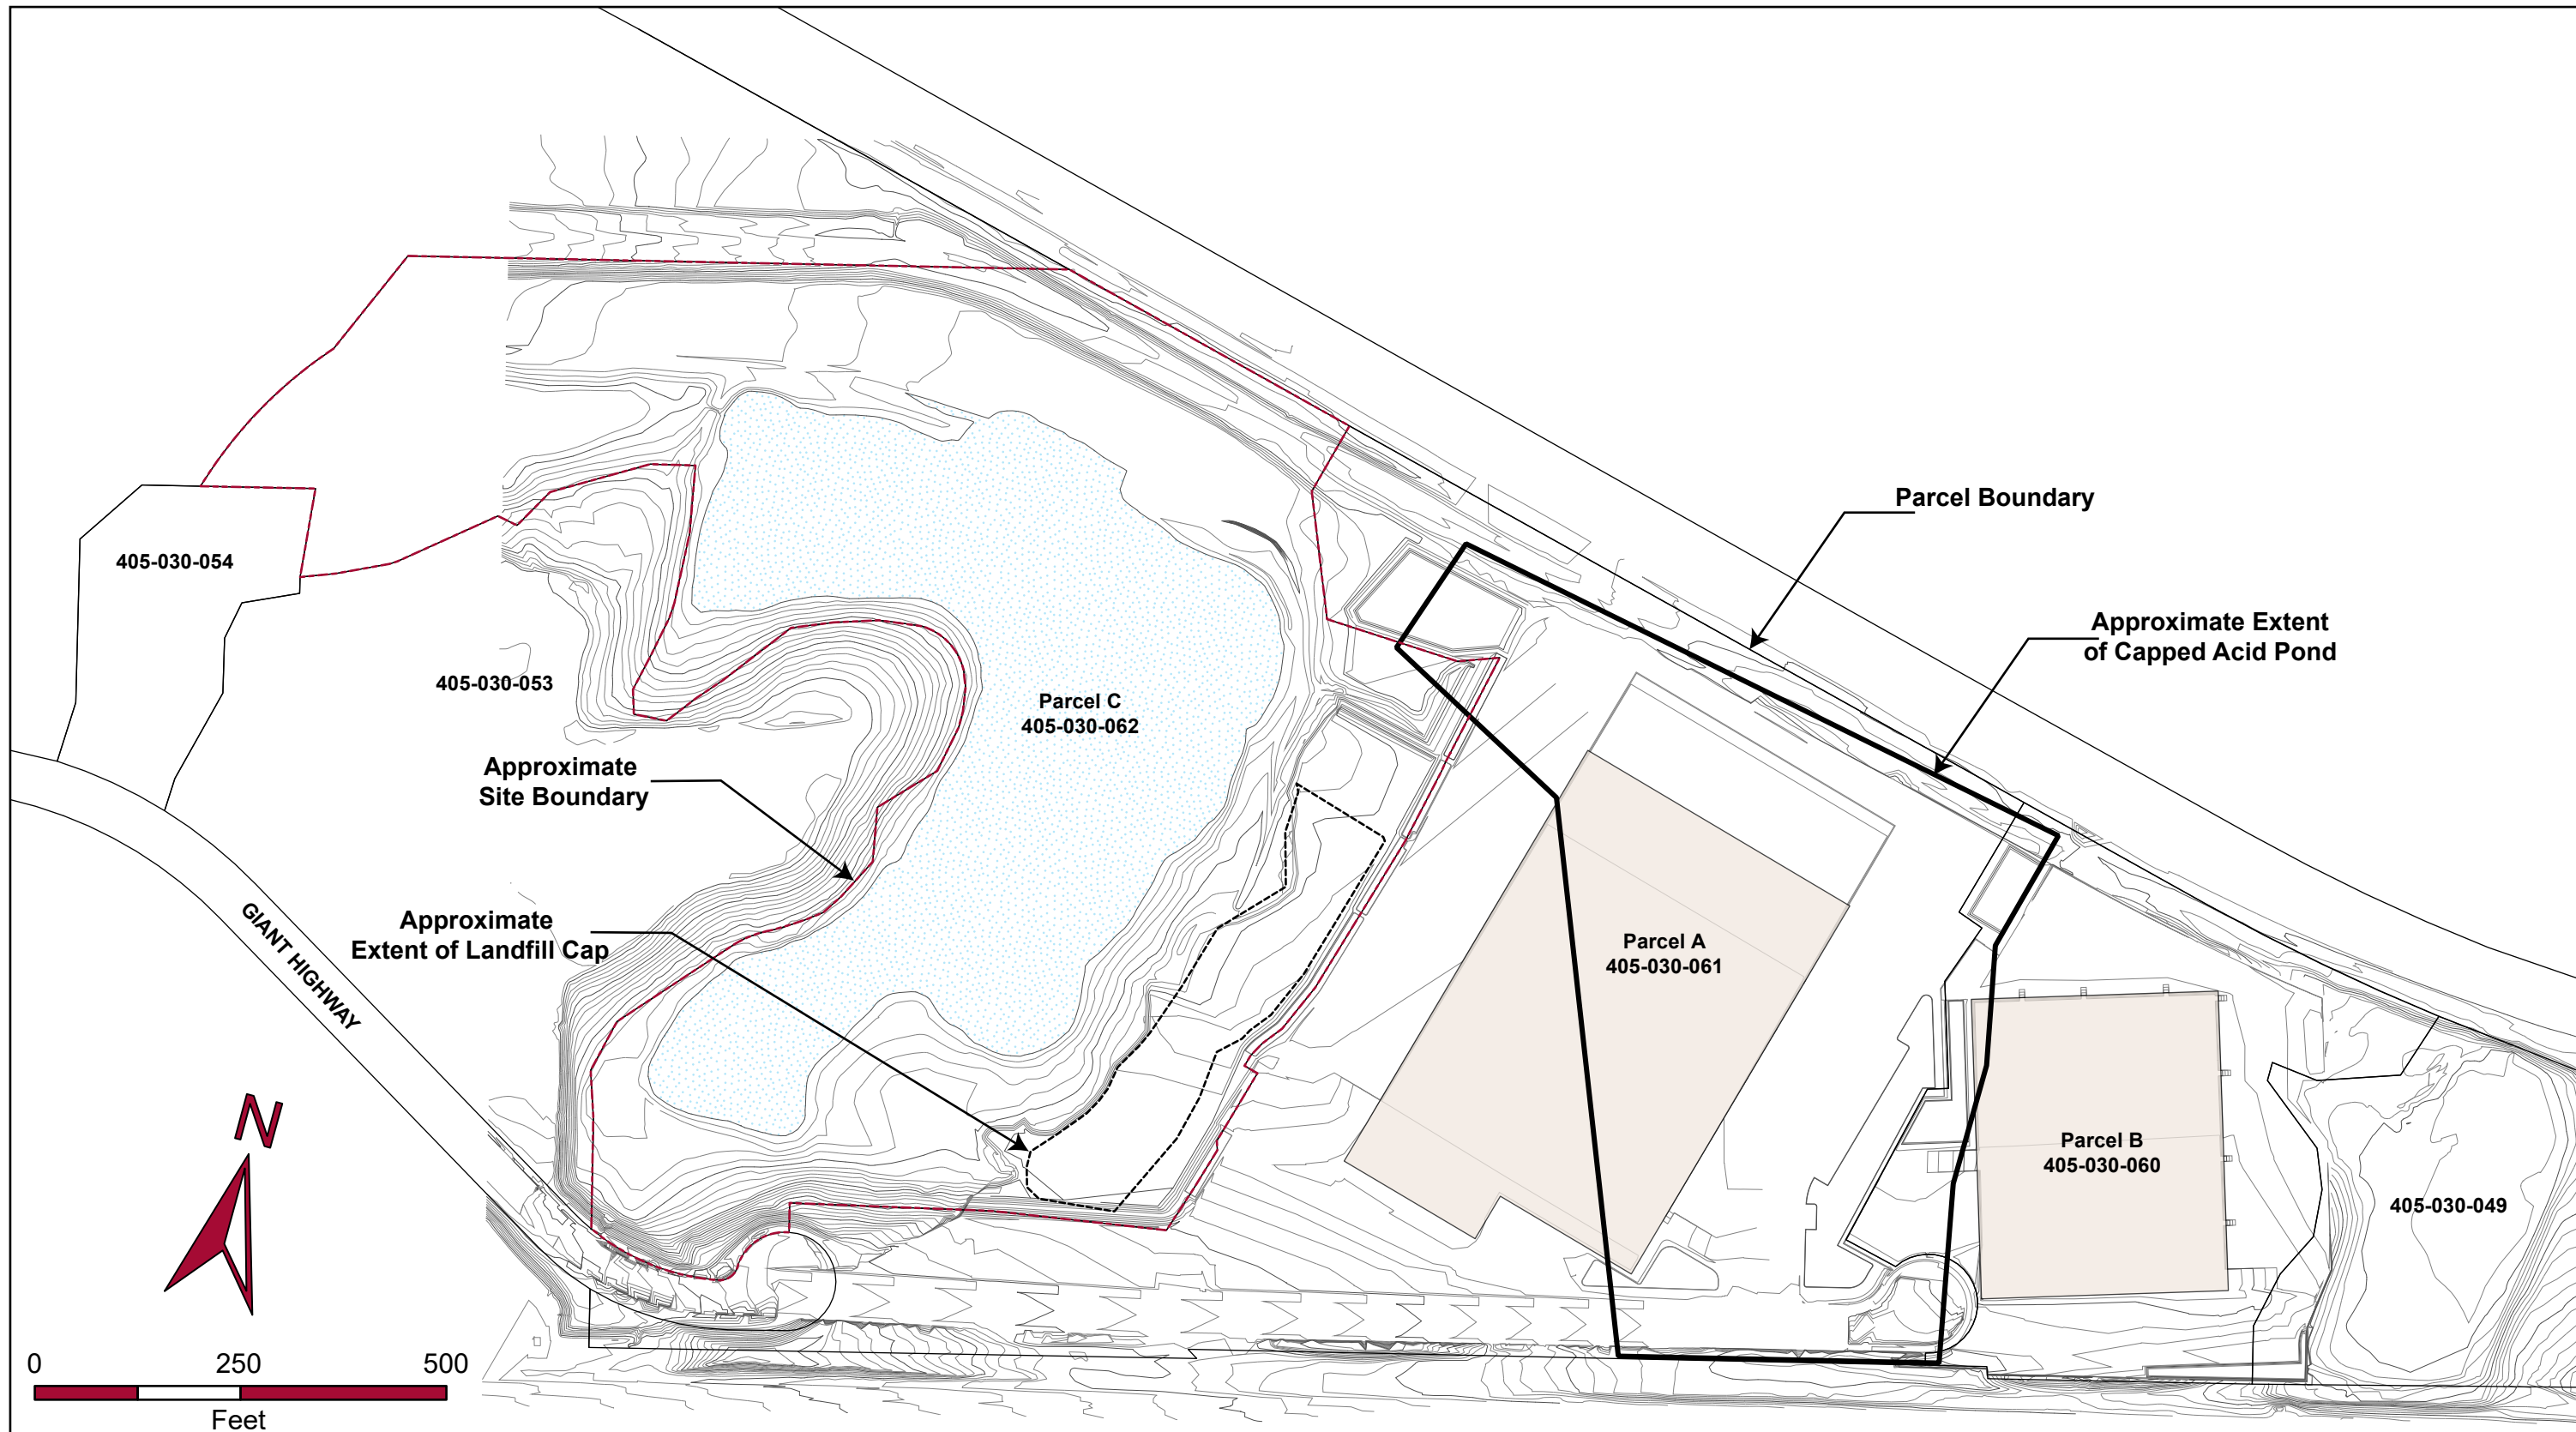 Parcel Boundary
405-030-054
Approximate Extent
of Capped Acid Pond
405-030-053
Parcel C
405-030-062
Approximate
Site Boundary
Approximate
Extent of Landfill Cap
GIANT HIGHWAY
Parcel A
405-030-061
Parcel B
405-030-060
405-030-049
N
0 250 500
Feet